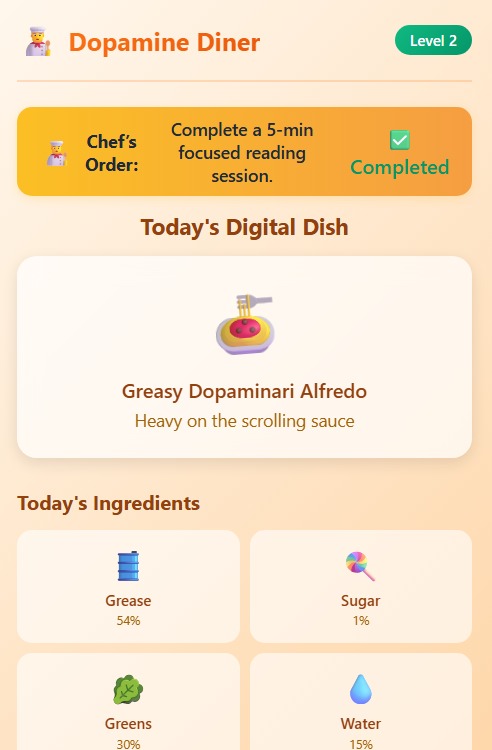 Dopamine Diner
Level 2
Chef's
Order:
Complete a 5-min
focused reading
session.
Completed
Today's Digital Dish
Greasy Dopaminari Alfredo
Heavy on the scrolling sauce
Today's Ingredients
Grease
54%
Sugar
1%
Greens
30%
Water
15%